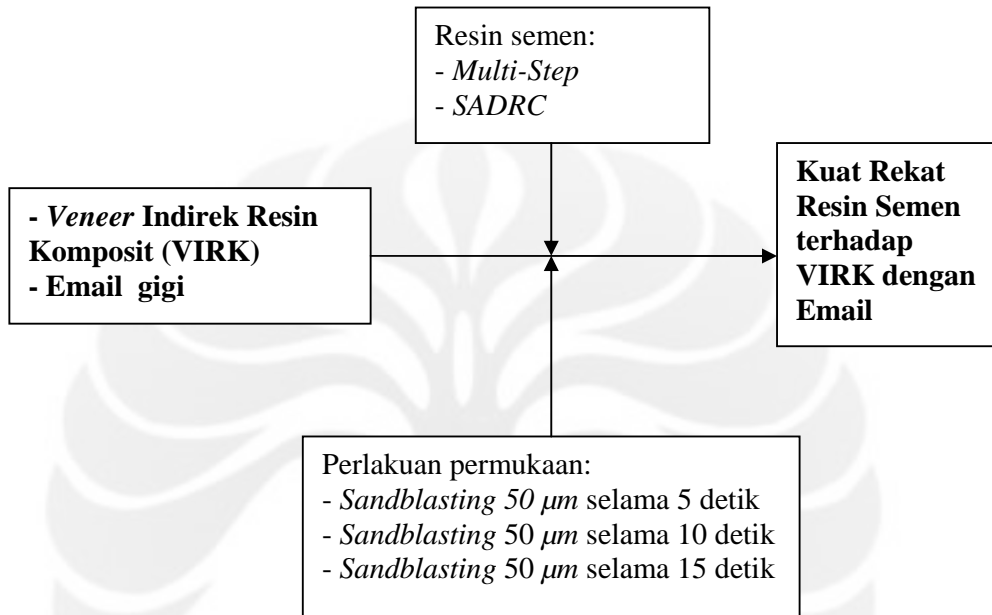 Resin semen:
- Multi-Step
- SADRC
- Veneer Indirek Resin
Komposit (VIRK)
- Email gigi
Kuat Rekat
Resin Semen
terhadap
VIRK dengan
Email
Perlakuan permukaan:
- Sandblasting 50 μm selama 5 detik
- Sandblasting 50 μm selama 10 detik
- Sandblasting 50 μm selama 15 detik